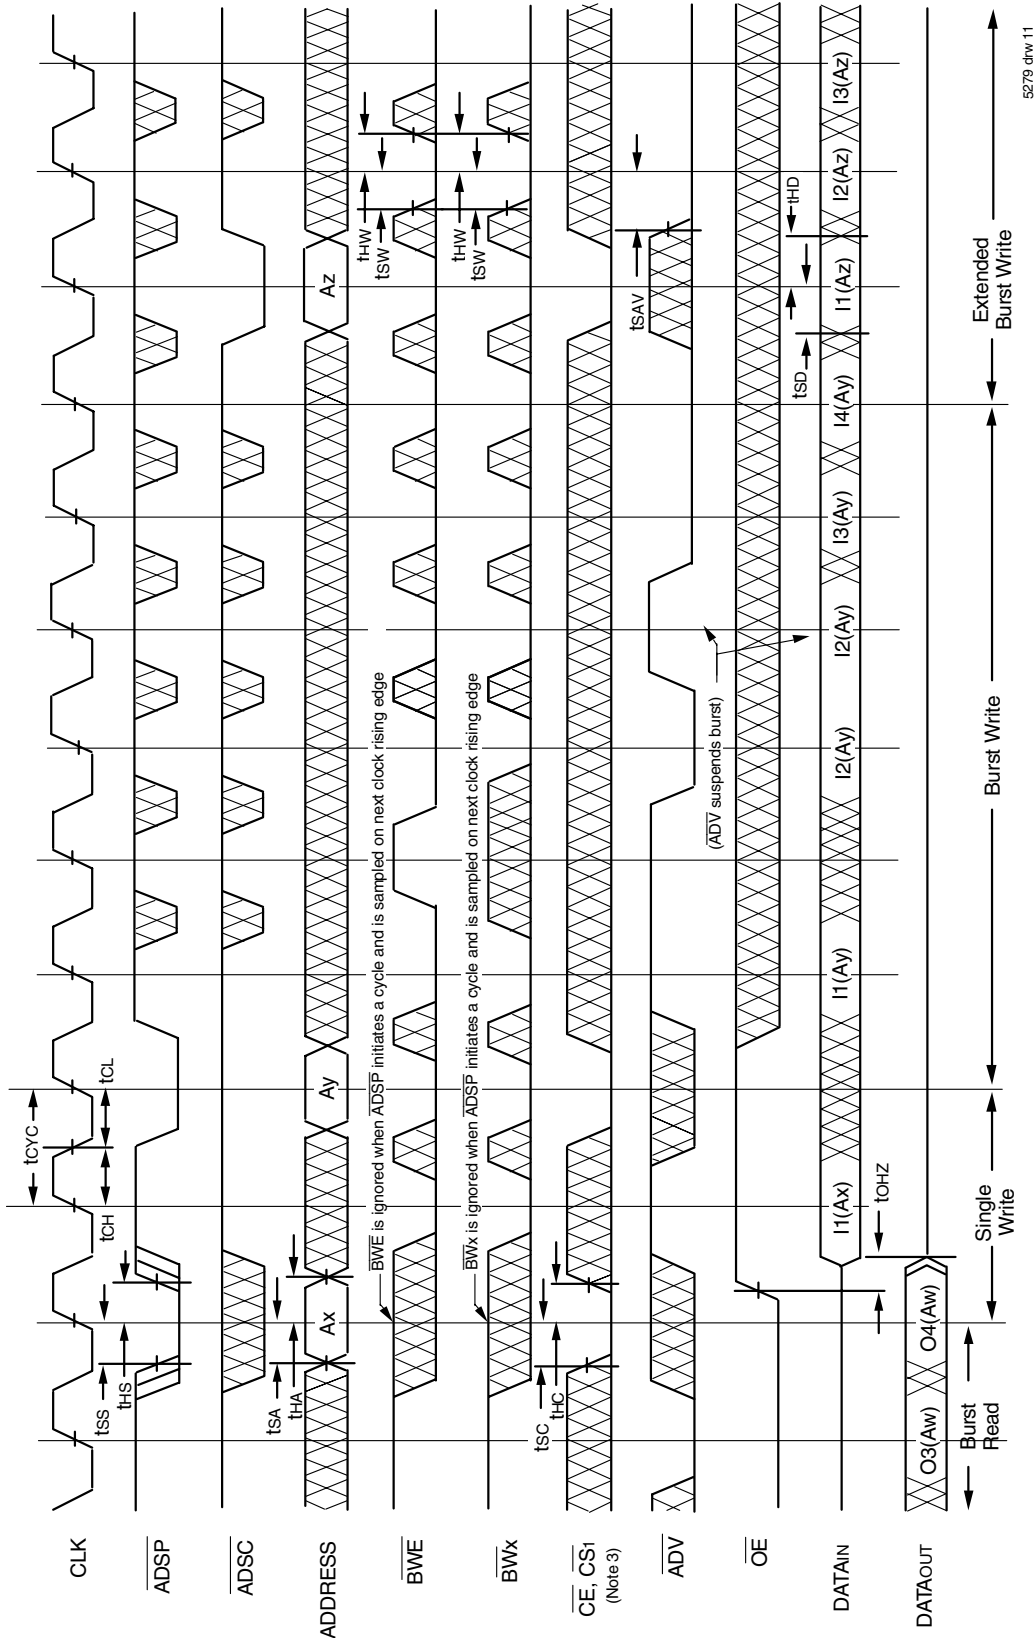 CLK
tCYC
tCH
tCL
ADSP
tSS
tHS
ADSC
ADDRESS
tSA
tHA
Ax
Ay
Az
BWE
BWE is ignored when ADSP initiates a cycle and is sampled on next clock rising edge
tHW
tSW
BWx
BWx is ignored when ADSP initiates a cycle and is sampled on next clock rising edge
tHW
tSW
CE, CS1
(Note 3)
tSC
tHC
ADV
tSAV
(ADV suspends burst)
OE
tOHZ
tSD
tHD
DATAIN
I1(Ax)
I1(Ay)
I2(Ay)
I2(Ay)
I3(Ay)
I4(Ay)
I1(Az)
I2(Az)
I3(Az)
DATAOUT
O3(Aw)
O4(Aw)
Burst
Read
Single
Write
Burst Write
Extended
Burst Write
5279 drw 11